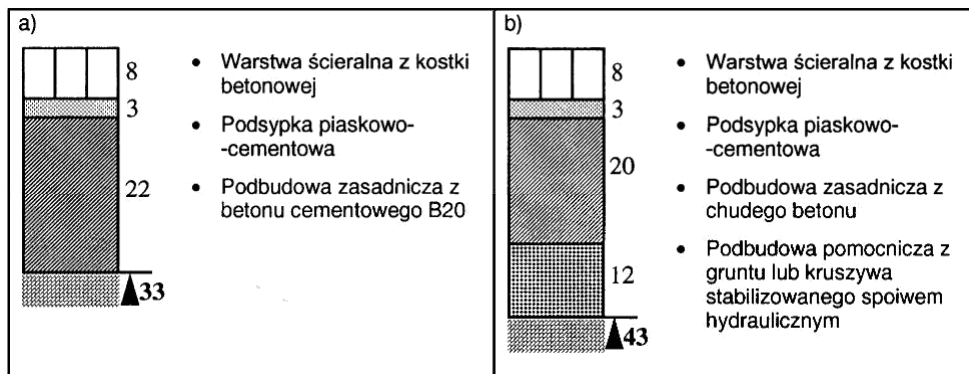 a)
8
3
22
33
• Warstwa ścieralna z kostki
betonowej
• Podsypka piaskowo-
-cementowa
• Podbudowa zasadnicza z
betonu cementowego B20
b)
8
3
20
12
43
• Warstwa ścieralna z kostki
betonowej
• Podsypka piaskowo-
-cementowa
• Podbudowa zasadnicza z
chudego betonu
• Podbudowa pomocnicza z
gruntu lub kruszywa
stabilizowanego spoiwem
hydraulicznym